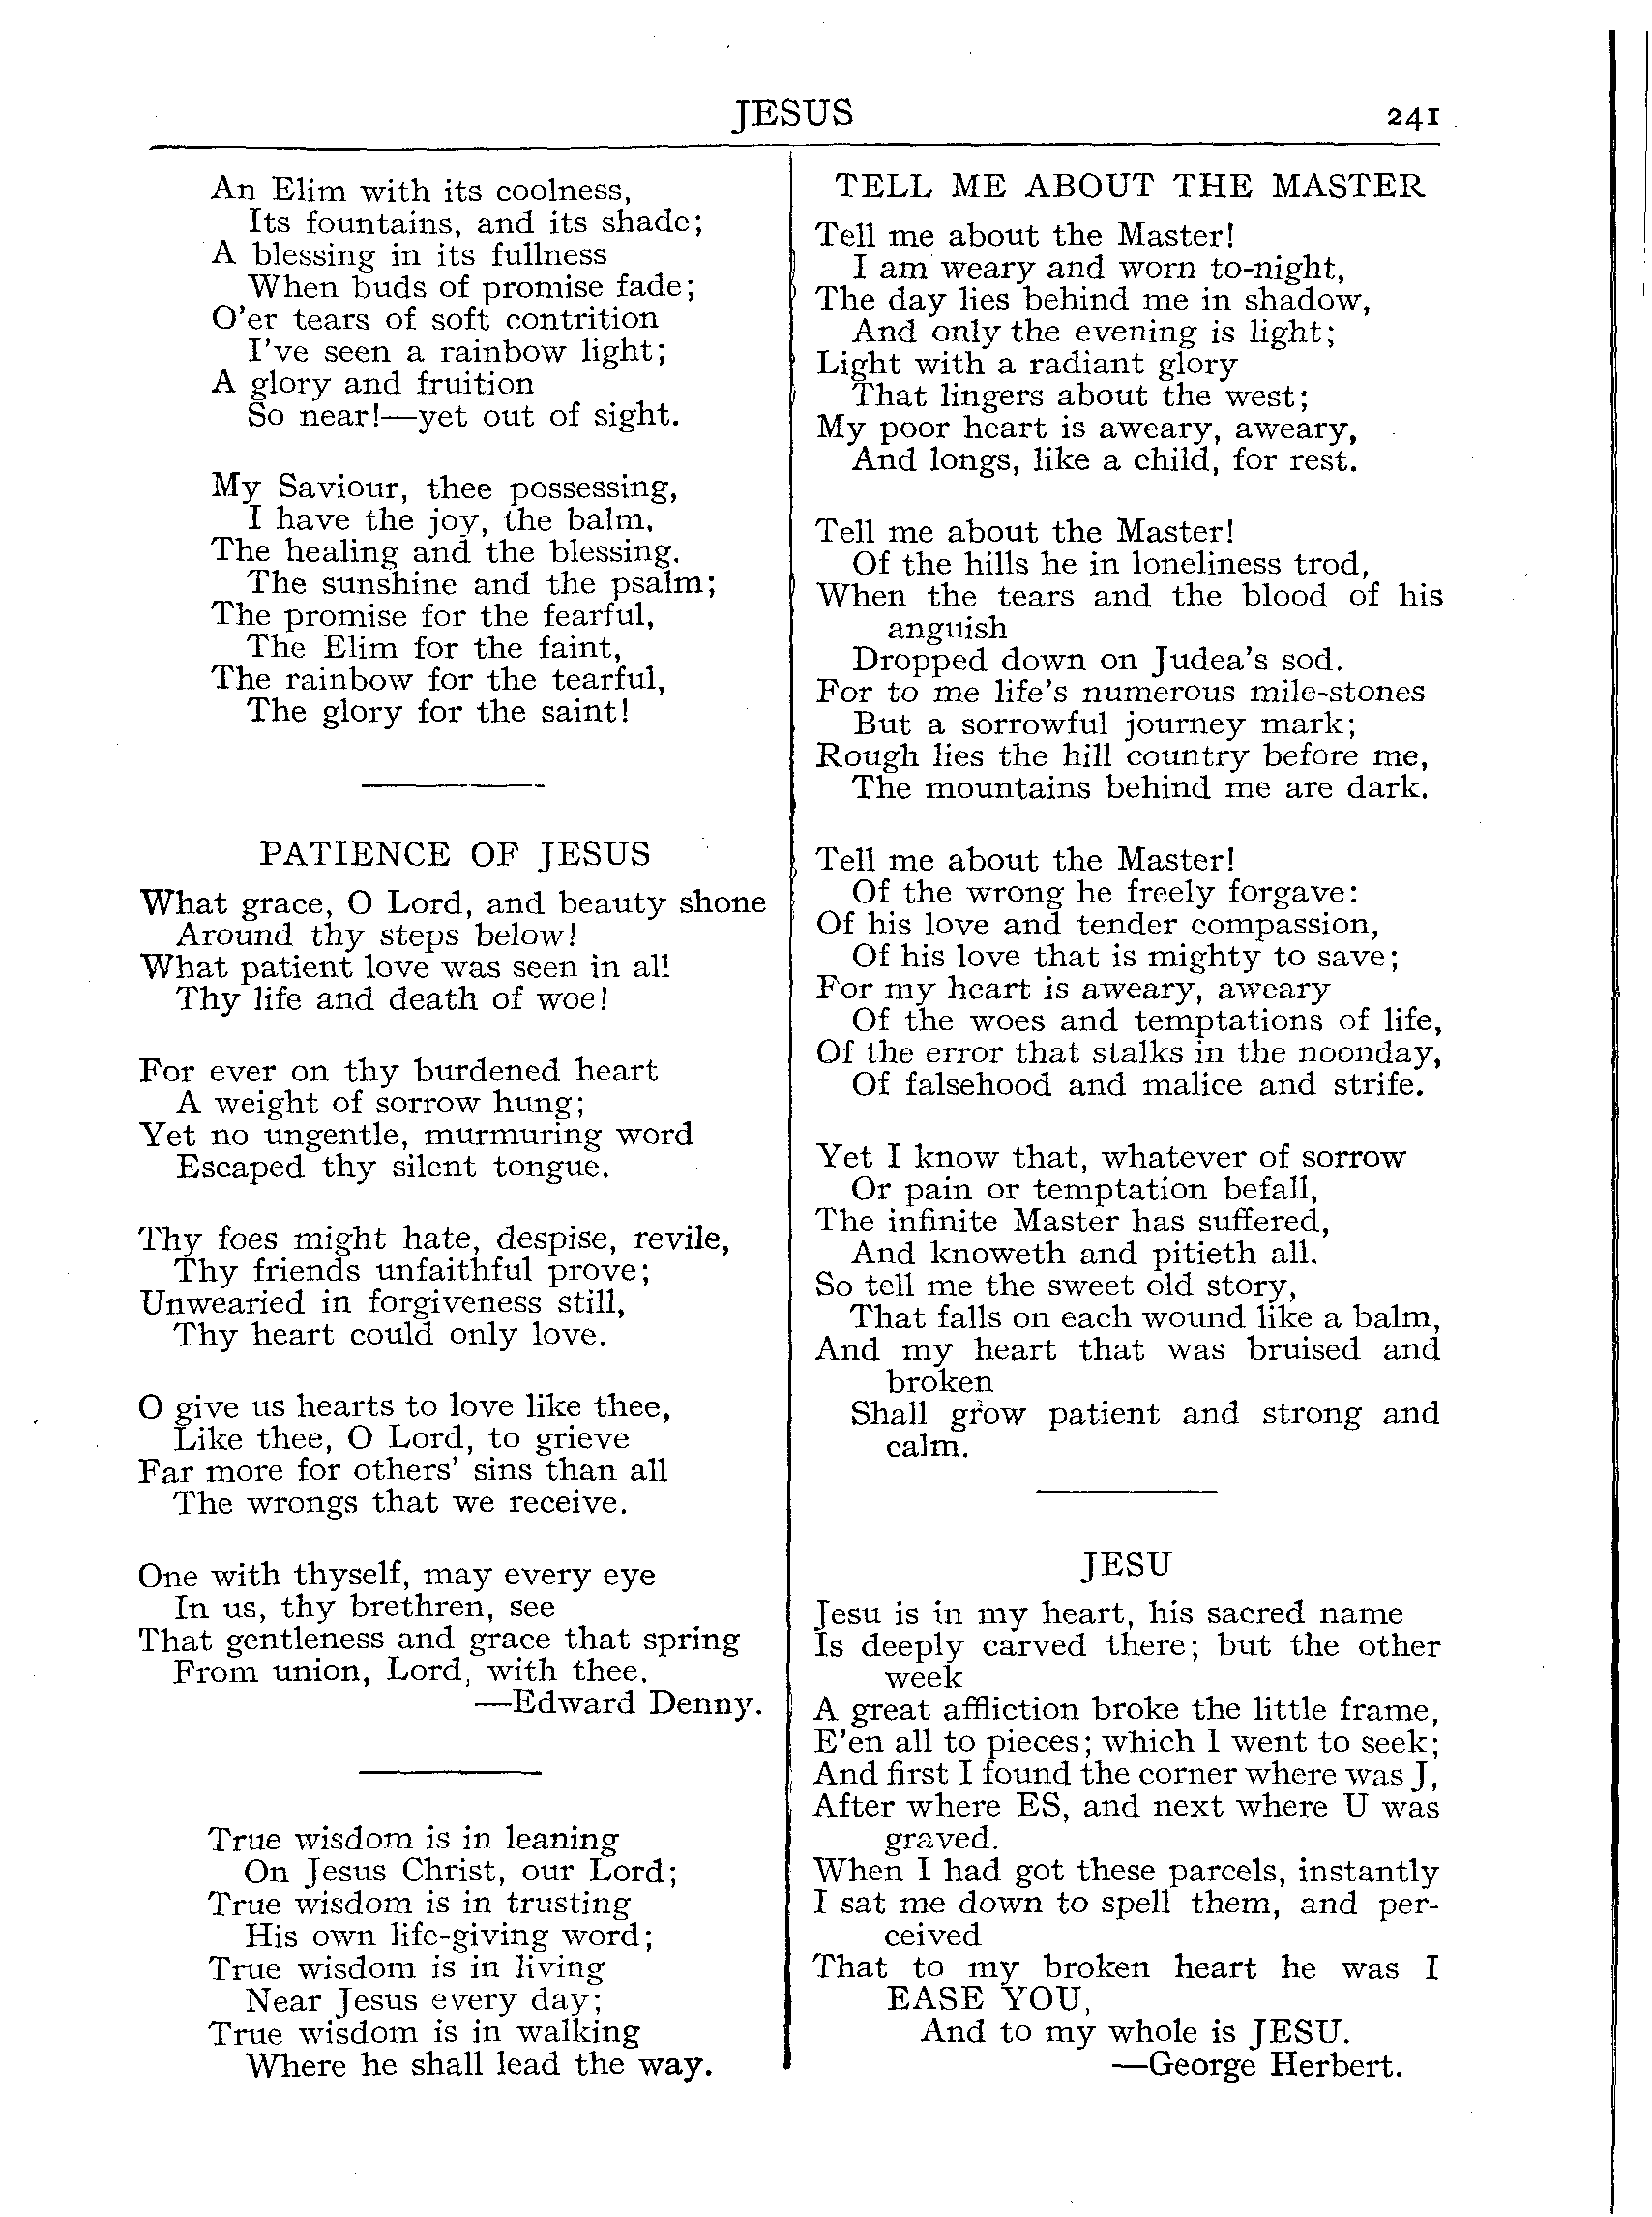 JESUS
241
An Elim with its coolness,
Its fountains, and its shade;
A blessing in its fullness
When buds of promise fade;
O'er tears of soft contrition
I've seen a rainbow light;
A glory and fruition
So near!—yet out of sight.
My Saviour, thee possessing,
I have the joy, the balm,
The healing and the blessing.
The sunshine and the psalm;
The promise for the fearful,
The Elim for the faint,
The rainbow for the tearful,
The glory for the saint!
PATIENCE OF JESUS
What grace, O Lord, and beauty shone
Around thy steps below!
What patient love was seen in all
Thy life and death of woe!
For ever on thy burdened heart
A weight of sorrow hung;
Yet no ungentle, murmuring word
Escaped thy silent tongue.
Thy foes might hate, despise, revile,
Thy friends unfaithful prove;
Unwearied in forgiveness still,
Thy heart could only love.
O give us hearts to love like thee,
Like thee, O Lord, to grieve
Far more for others' sins than all
The wrongs that we receive.
One with thyself, may every eye
In us, thy brethren, see
That gentleness and grace that spring
From union, Lord, with thee.
—Edward Denny.
True wisdom is in leaning
On Jesus Christ, our Lord;
True wisdom is in trusting
His own life-giving word;
True wisdom is in living
Near Jesus every day;
True wisdom is in walking
Where he shall lead the way.
TELL ME ABOUT THE MASTER
Tell me about the Master!
I am weary and worn to-night,
The day lies behind me in shadow,
And only the evening is light;
Light with a radiant glory
That lingers about the west;
My poor heart is aweary, aweary,
And longs, like a child, for rest.
Tell me about the Master!
Of the hills he in loneliness trod,
When the tears and the blood of his
anguish
Dropped down on Judea's sod.
For to me life's numerous mile-stones
But a sorrowful journey mark;
Rough lies the hill country before me,
The mountains behind me are dark.
Tell me about the Master!
Of the wrong he freely forgave:
Of his love and tender compassion,
Of his love that is mighty to save;
For my heart is aweary, aweary
Of the woes and temptations of life,
Of the error that stalks in the noonday,
Of falsehood and malice and strife.
Yet I know that, whatever of sorrow
Or pain or temptation befall,
The infinite Master has suffered,
And knoweth and pitieth all.
So tell me the sweet old story,
That falls on each wound like a balm,
And my heart that was bruised and
broken
Shall grow patient and strong and
calm.
JESU
Jesu is in my heart, his sacred name
Is deeply carved there; but the other
week
A great affliction broke the little frame,
E'en all to pieces; which I went to seek;
And first I found the corner where was J,
After where ES, and next where U was
graved.
When I had got these parcels, instantly
I sat me down to spell them, and per-
ceived
That to my broken heart he was I
EASE YOU,
And to my whole is JESU.
—George Herbert.